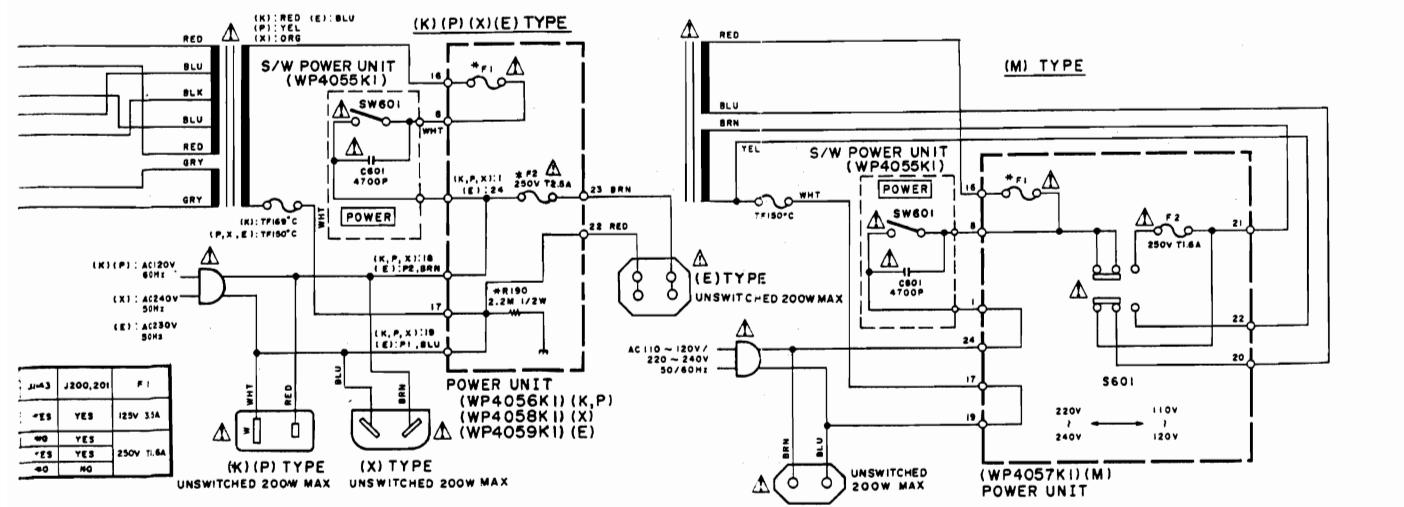 (K): RED (E): BLU
(P): YEL
(X): ORG
(K)(P)(X)(E) TYPE
RED
BLU
BLK
BLU
RED
GRY
GRY
S/W POWER UNIT
(WP4055K1)
SW601
C601
4700P
POWER
16
*F1
6
WHT
(K,P,X):1
(E):24
*F2
250V T2.5A
23 BRN
22 RED
(K): TF169°C
(P,X,E): TF150°C
WHT
(K)(P): AC120V
60Hz
(X): AC240V
50Hz
(E): AC230V
50Hz
(K,P,X):18
(E):P2,BRN
17
*R190
2.2M 1/2W
(K,P,X):19
(E):P1,BLU
(E) TYPE
UNSWITCHED 200W MAX
POWER UNIT
(WP4056K1)(K,P)
(WP4058K1)(X)
(WP4059K1)(E)
J200,201 F1
YES YES 125V 3.5A
NO YES
YES YES 250V T1.6A
NO NO
WHT
RED
BLU
BRN
W
(K)(P) TYPE
UNSWITCHED 200W MAX
(X) TYPE
UNSWITCHED 200W MAX
(M) TYPE
RED
BLU
BRN
YEL
WHT
TF150°C
S/W POWER UNIT
(WP4055K1)
POWER
SW601
C601
4700P
16
*F1
8
F2
250V T1.6A
21
1
22
24
20
17
19
S601
AC110~120V/
220~240V
50/60Hz
220V
~
240V
110V
~
120V
BRN
BLU
UNSWITCHED
200W MAX
(WP4057K1)(M)
POWER UNIT